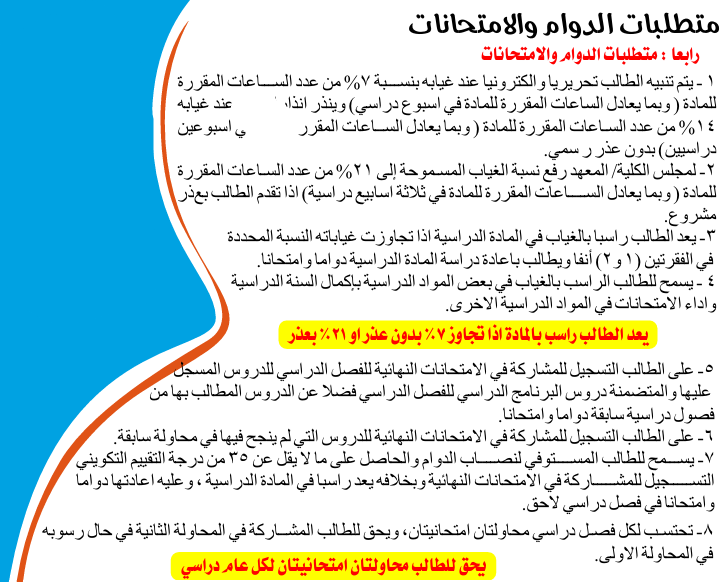 متطلبات الدوام والامتحانات
رابعا : متطلبات الدوام والامتحانات
١ - يتم تنبيه الطالب تحريريا والكترونيا عند غيابه بنسبة ٧% من عدد الساعات المقررة
للمادة ( وبما يعادل الساعات المقررة للمادة في اسبوع دراسي) وينذر انذا عند غيابه
١٤% من عدد الساعات المقررة للمادة ( وبما يعادل الساعات المقرر ي اسبوعين
دراسيين) بدون عذر رسمي.
٢- لمجلس الكلية/ المعهد رفع نسبة الغياب المسموحة إلى ٢١% من عدد الساعات المقررة
للمادة ( وبما يعادل الساعات المقررة للمادة في ثلاثة اسابيع دراسية) اذا تقدم الطالب بعذر
مشروع.
٣- يعد الطالب راسبا بالغياب في المادة الدراسية اذا تجاوزت غياباته النسبة المحددة
في الفقرتين (١ و ٢) أنفا ويطالب باعادة دراسة المادة الدراسية دواما وامتحانا.
٤ - يسمح للطالب الراسب بالغياب في بعض المواد الدراسية بإكمال السنة الدراسية
واداء الامتحانات في المواد الدراسية الاخرى.
يعد الطالب راسب بالمادة اذا تجاوز ٧% بدون عذر او ٢١% بعذر
٥- على الطالب التسجيل للمشاركة في الامتحانات النهائية للفصل الدراسي للدروس المسجل
عليها والمتضمنة دروس البرنامج الدراسي للفصل الدراسي فضلا عن الدروس المطالب بها من
فصول دراسية سابقة دواما وامتحانا.
٦- على الطالب التسجيل للمشاركة في الامتحانات النهائية للدروس التي لم ينجح فيها في محاولة سابقة.
٧- يسمح للطالب المستوفي لنصاب الدوام والحاصل على ما لا يقل عن ٣٥ من درجة التقييم التكويني
التسجيل للمشاركة في الامتحانات النهائية وبخلافه يعد راسبا في المادة الدراسية ، وعليه اعادتها دواما
وامتحانا في فصل دراسي لاحق.
٨- تحتسب لكل فصل دراسي محاولتان امتحانيتان، ويحق للطالب المشاركة في المحاولة الثانية في حال رسوبه
في المحاولة الاولى.
يحق للطالب محاولتان امتحانيتان لكل عام دراسي